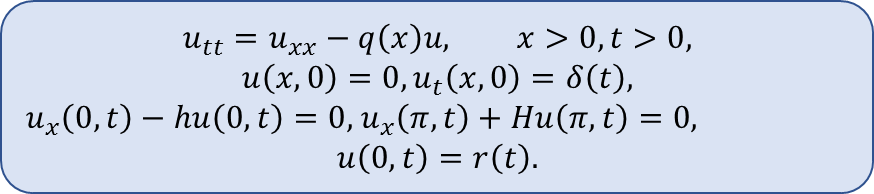 u_{tt} = u_{xx} − q(x)u, x > 0, t > 0,
u(x, 0) = 0, u_t(x, 0) = δ(t),
u_x(0, t) − hu(0, t) = 0, u_x(π, t) + Hu(π, t) = 0,
u(0, t) = r(t).